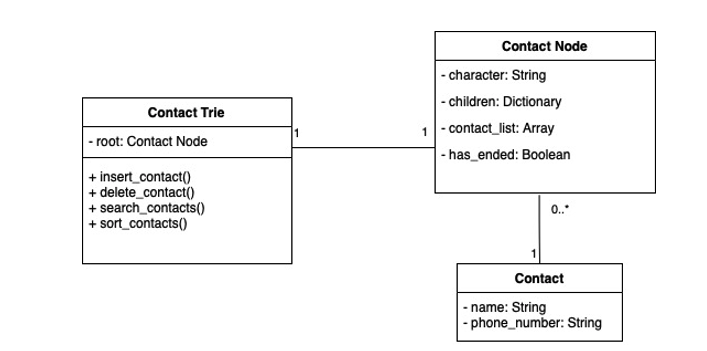 Contact Node
- character: String
- children: Dictionary
- contact_list: Array
- has_ended: Boolean
Contact Trie
- root: Contact Node
+ insert_contact()
+ delete_contact()
+ search_contacts()
+ sort_contacts()
1
1
0..*
1
Contact
- name: String
- phone_number: String